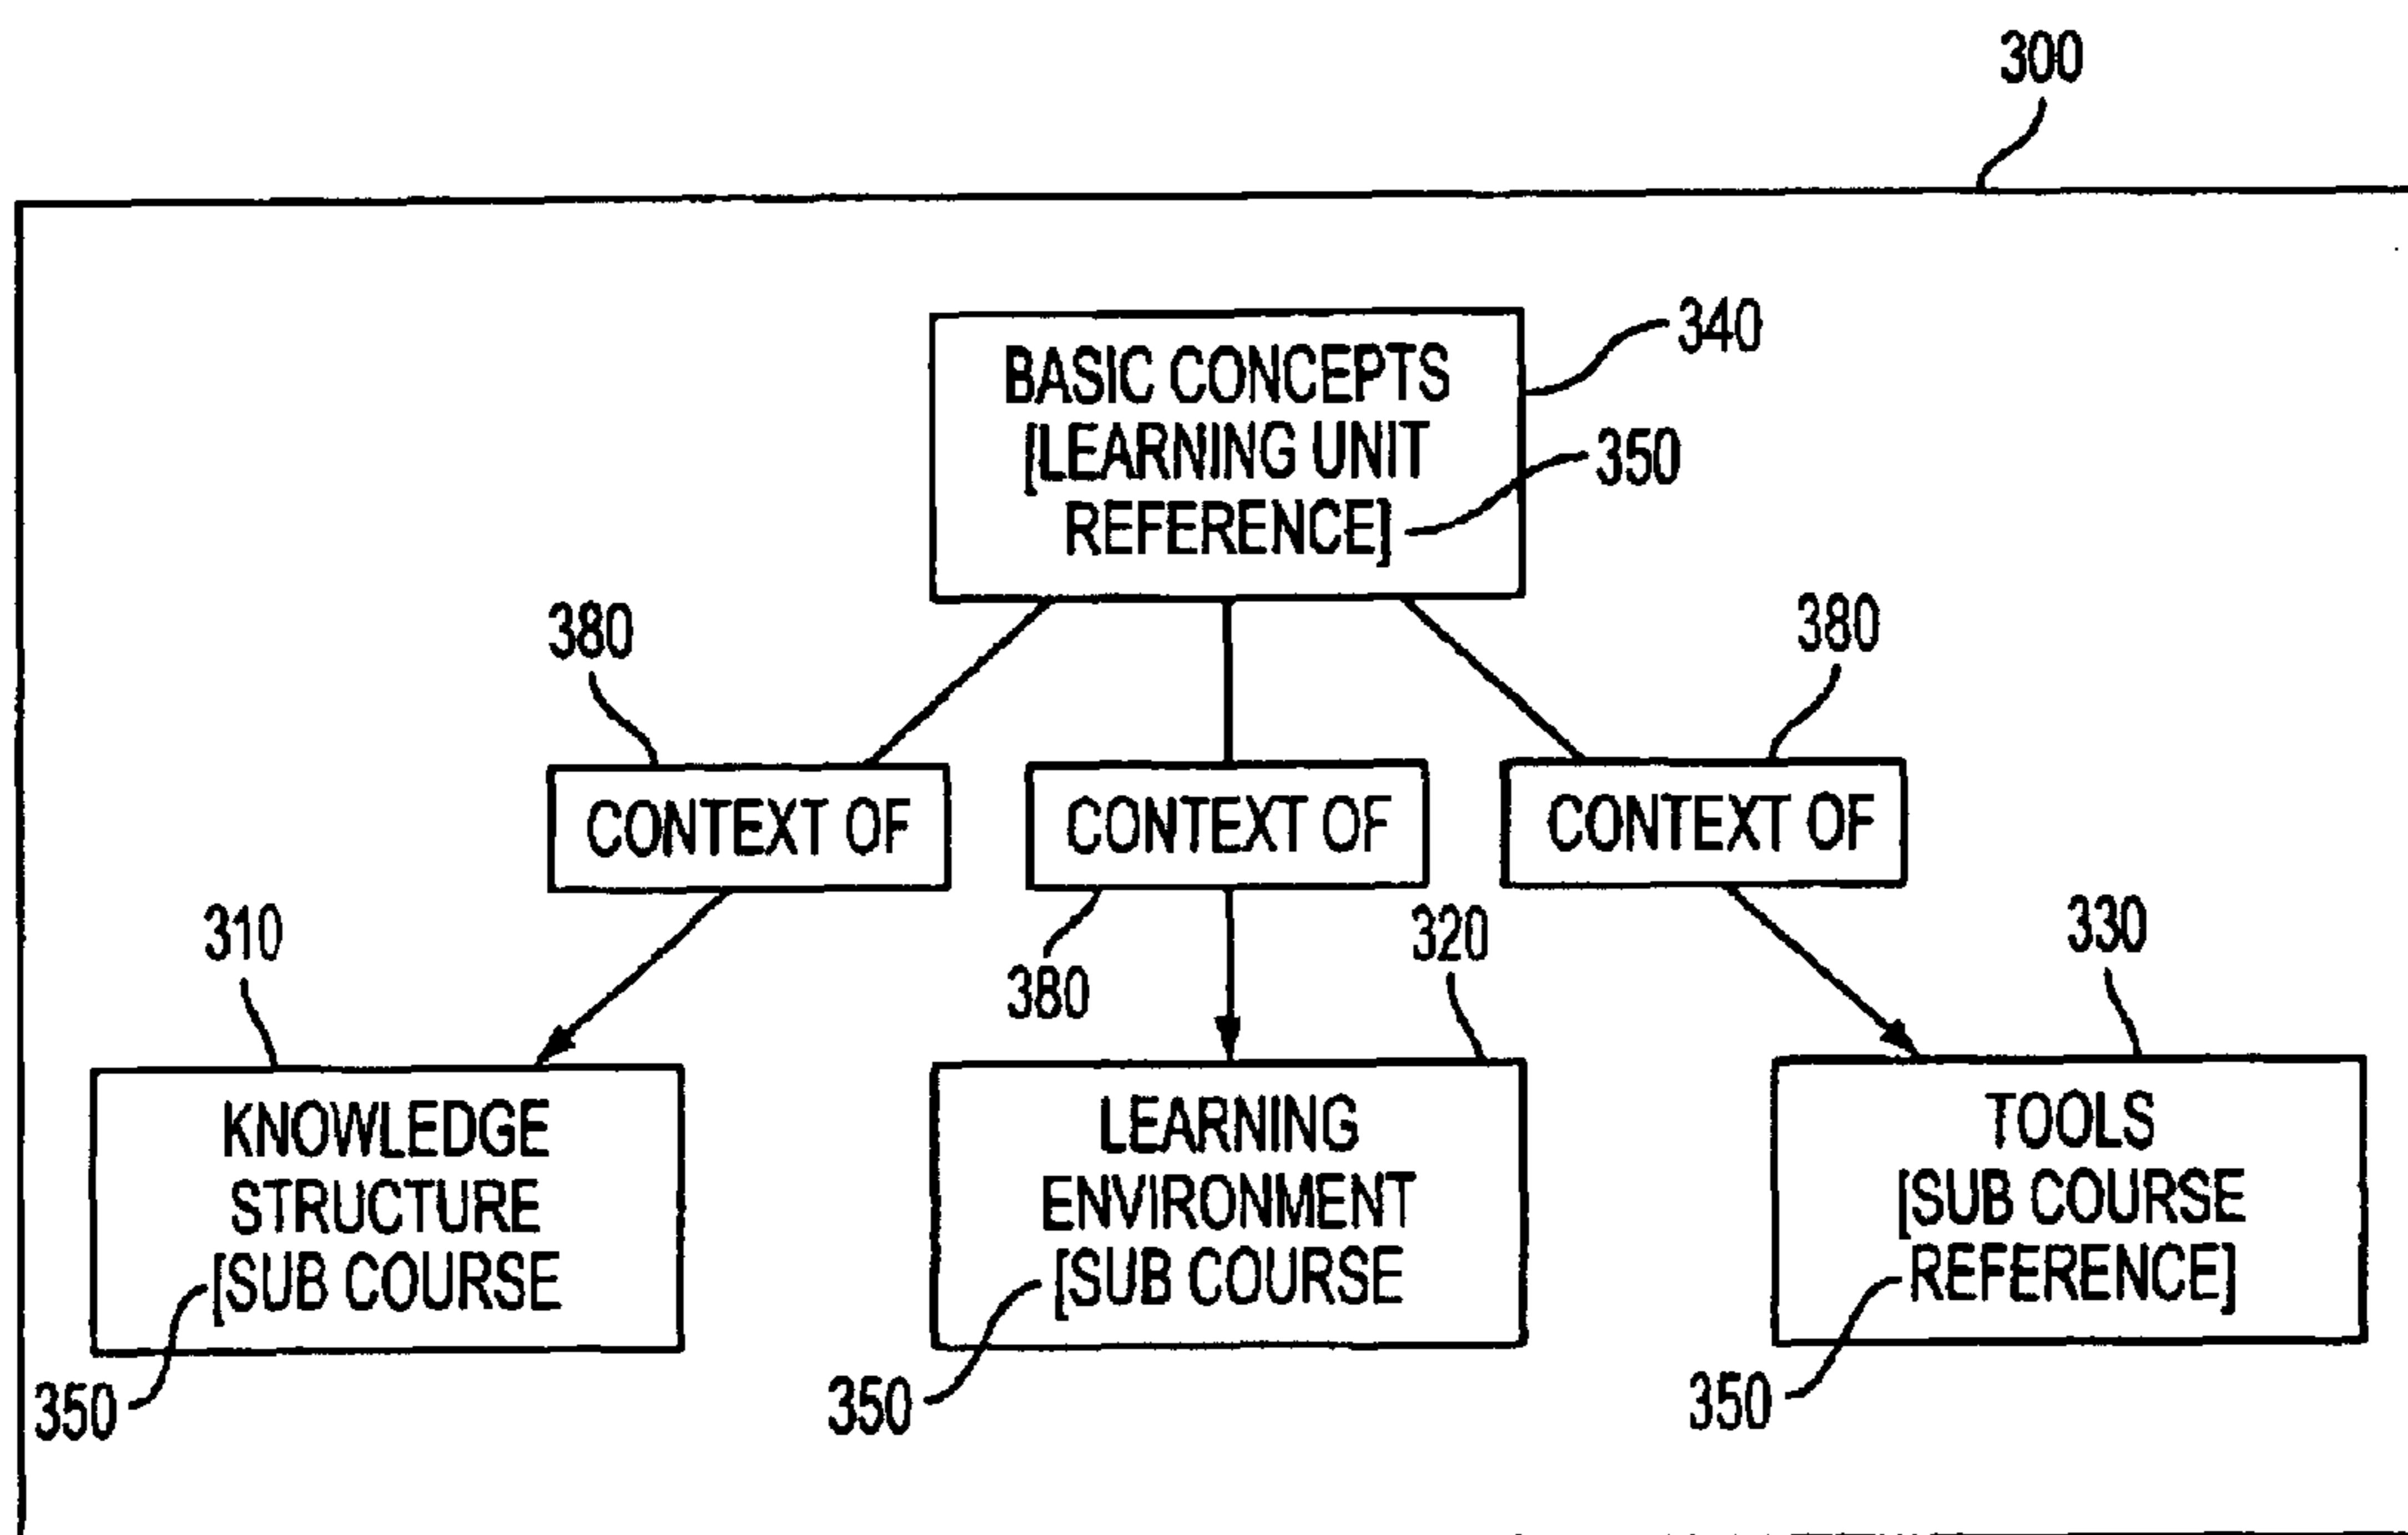 300
BASIC CONCEPTS
[LEARNING UNIT
REFERENCE]
340
350
380
380
CONTEXT OF
CONTEXT OF
CONTEXT OF
310
380
320
330
KNOWLEDGE
STRUCTURE
[SUB COURSE
LEARNING
ENVIRONMENT
[SUB COURSE
TOOLS
[SUB COURSE
REFERENCE]
350
350
350